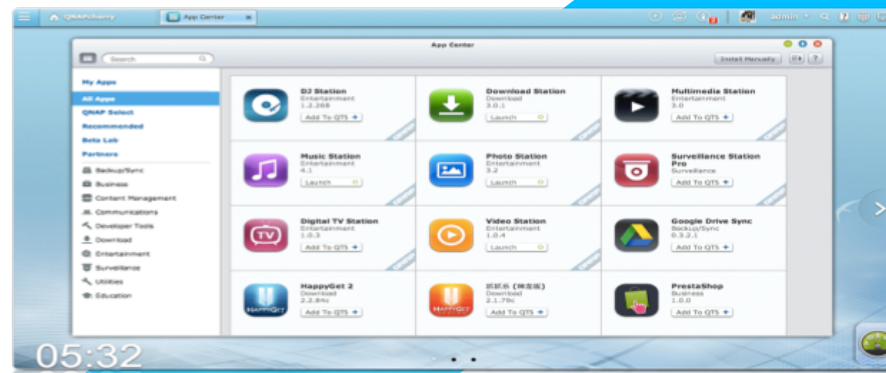 QNAPcherry
App Center
admin
App Center
Search
Install Manually
My Apps
All Apps
QNAP Select
Recommended
Beta Lab
Partners
Backup/Sync
Business
Content Management
Communications
Developer Tools
Download
Entertainment
Surveillance
Utilities
Education
DJ Station
Entertainment
1.2.268
Add To QTS +
Download Station
Download
3.0.1
Launch
Multimedia Station
Entertainment
3.0
Add To QTS +
Music Station
Entertainment
4.1
Launch
Photo Station
Entertainment
3.2
Launch
Surveillance Station
Pro
Surveillance
Add To QTS +
TV
Digital TV Station
Entertainment
1.0.3
Add To QTS +
Video Station
Entertainment
1.0.4
Launch
Google Drive Sync
Backup/Sync
0.3.2.1
Add To QTS +
HAPPYGET
HappyGet 2
Download
2.2.84c
Add To QTS +
HAPPYGET
Download
2.1.79c
Add To QTS +
PrestaShop
Business
1.0.0
Add To QTS +
05:32